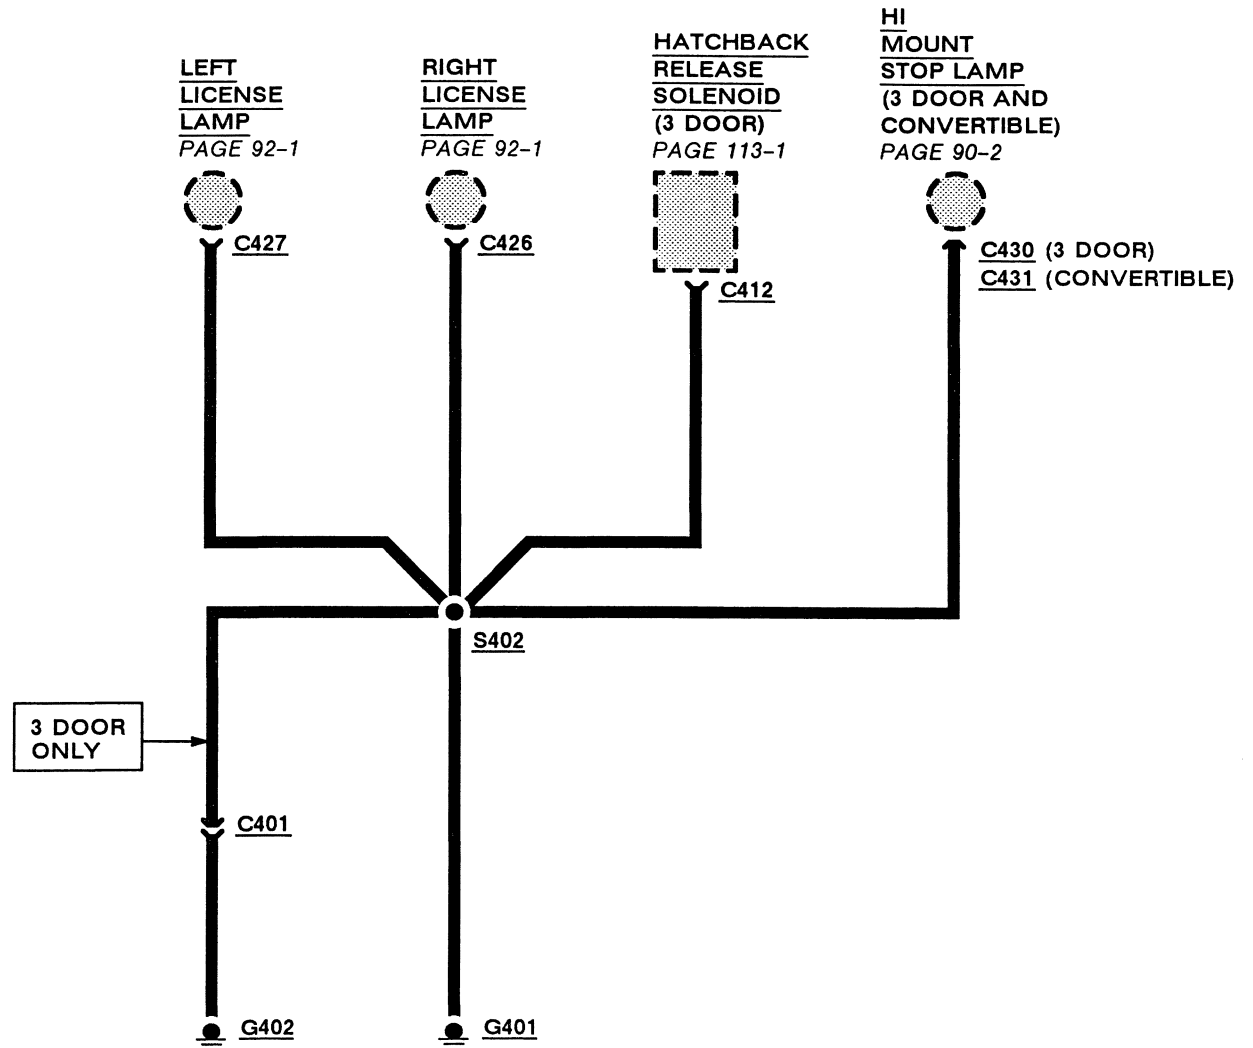 LEFT
LICENSE
LAMP
PAGE 92-1
RIGHT
LICENSE
LAMP
PAGE 92-1
HATCHBACK
RELEASE
SOLENOID
(3 DOOR)
PAGE 113-1
HI
MOUNT
STOP LAMP
(3 DOOR AND
CONVERTIBLE)
PAGE 90-2
C427
C426
C412
C430 (3 DOOR)
C431 (CONVERTIBLE)
S402
3 DOOR
ONLY
C401
G402
G401